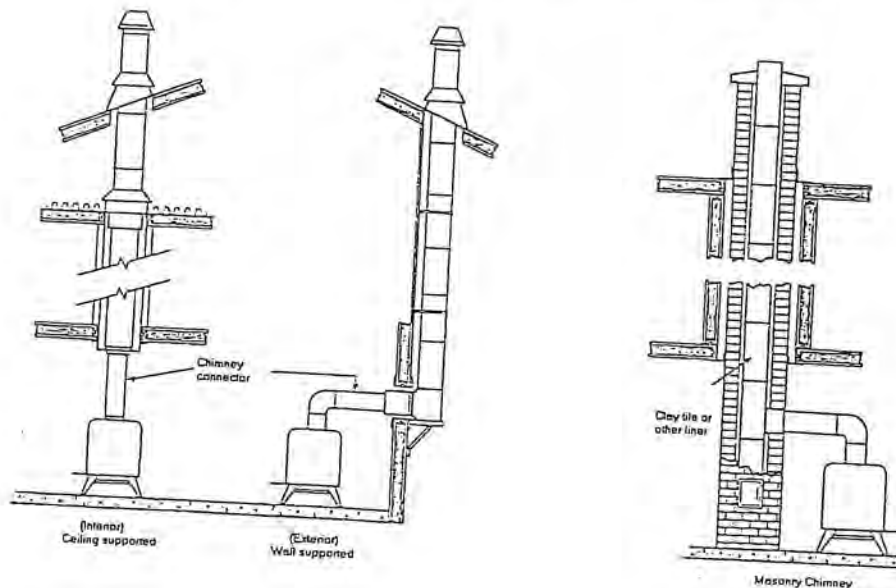 Chimney
connector
Clay tile or
other liner
(Interior)
Ceiling supported
(Exterior)
Wall supported
Masonry Chimney